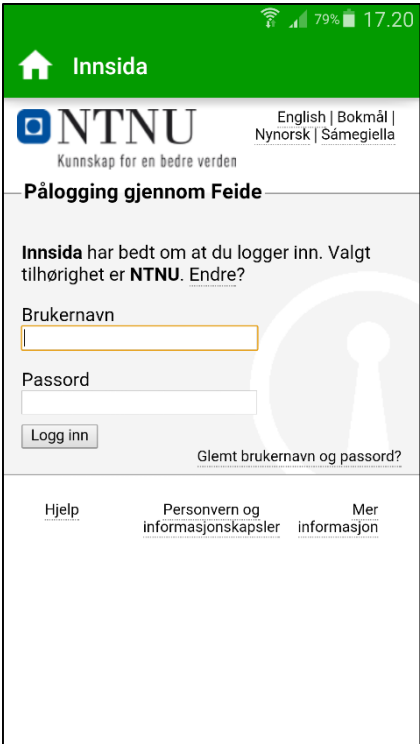 79% 17.20
Innsida
NTNU
Kunnskap for en bedre verden
English | Bokmål |
Nynorsk | Sámegiella
Pålogging gjennom Feide
Innsida har bedt om at du logger inn. Valgt
tilhørighet er NTNU. Endre?
Brukernavn
Passord
Logg inn
Glemt brukernavn og passord?
Hjelp
Personvern og
informasjonskapsler
Mer
informasjon